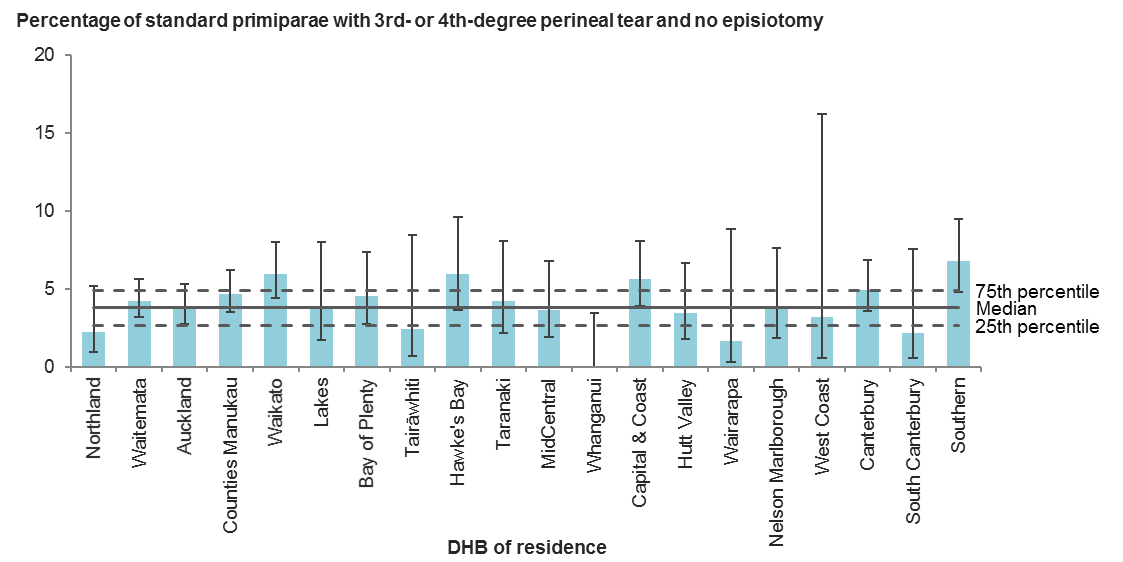 Percentage of standard primiparae with 3rd- or 4th-degree perineal tear and no episiotomy
20
15
10
5
0
75th percentile
Median
25th percentile
Northland
Waitemata
Auckland
Counties Manukau
Waikato
Lakes
Bay of Plenty
Tairāwhiti
Hawke's Bay
Taranaki
MidCentral
Whanganui
Capital & Coast
Hutt Valley
Wairarapa
Nelson Marlborough
West Coast
Canterbury
South Canterbury
Southern
DHB of residence